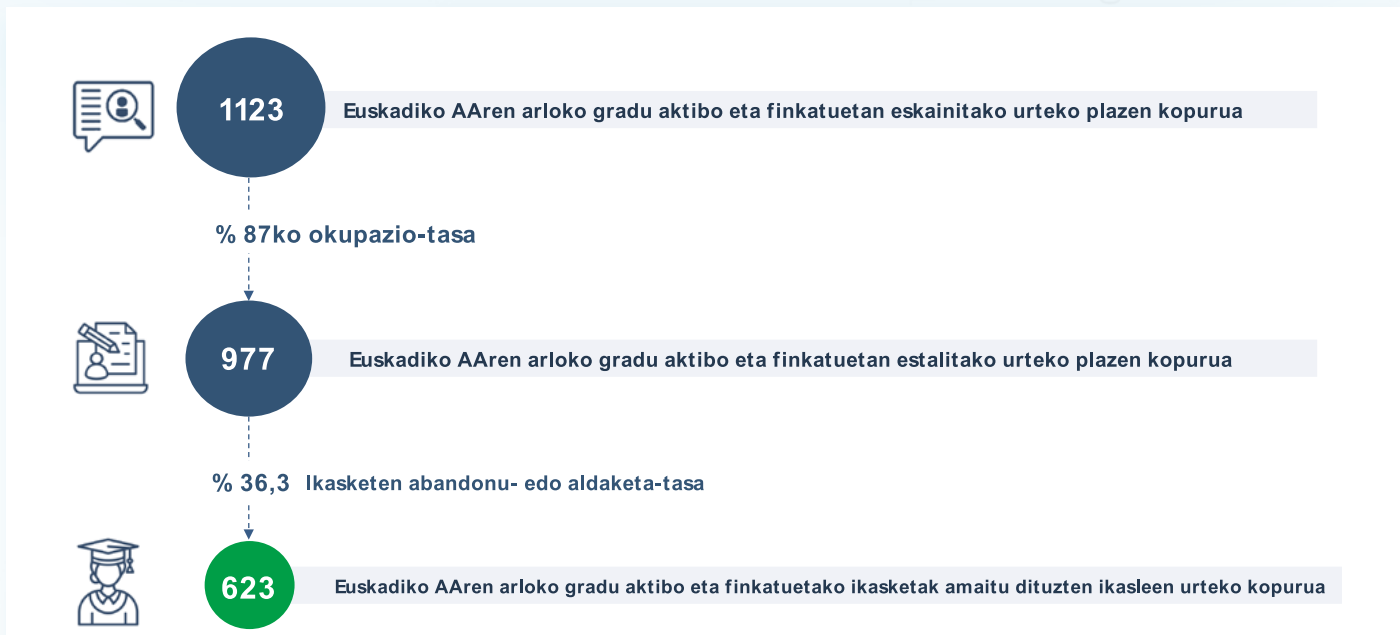 1123
Euskadiko AAren arloko gradu aktibo eta finkatuetan eskainitako urteko plazen kopurua
% 87ko okupazio-tasa
977
Euskadiko AAren arloko gradu aktibo eta finkatuetan estalitako urteko plazen kopurua
% 36,3 Ikasketen abandonu- edo aldaketa-tasa
623
Euskadiko AAren arloko gradu aktibo eta finkatuetako ikasketak amaitu dituzten ikasleen urteko kopurua